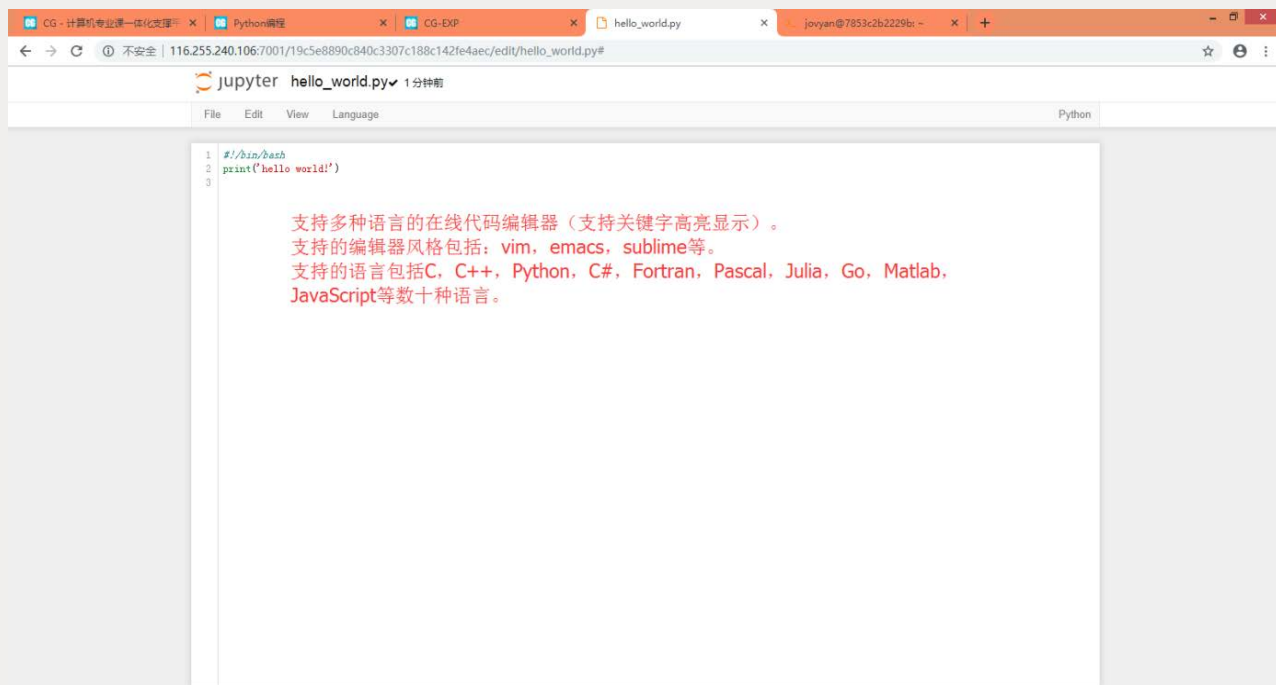 CG - 计算机专业课一体化支撑平
Python编程
CG-EXP
hello_world.py
jovyan@7853c2b2229b: ~
不安全 | 116.255.240.106:7001/19c5e8890c840c3307c188c142fe4aec/edit/hello_world.py#
jupyter hello_world.py✔ 1 分钟前
File Edit View Language Python
1 #!/bin/bash
2 print('hello world!')
3
支持多种语言的在线代码编辑器（支持关键字高亮显示）。
支持的编辑器风格包括：vim，emacs，sublime等。
支持的语言包括C，C++，Python，C#，Fortran，Pascal，Julia，Go，Matlab，
JavaScript等数十种语言。